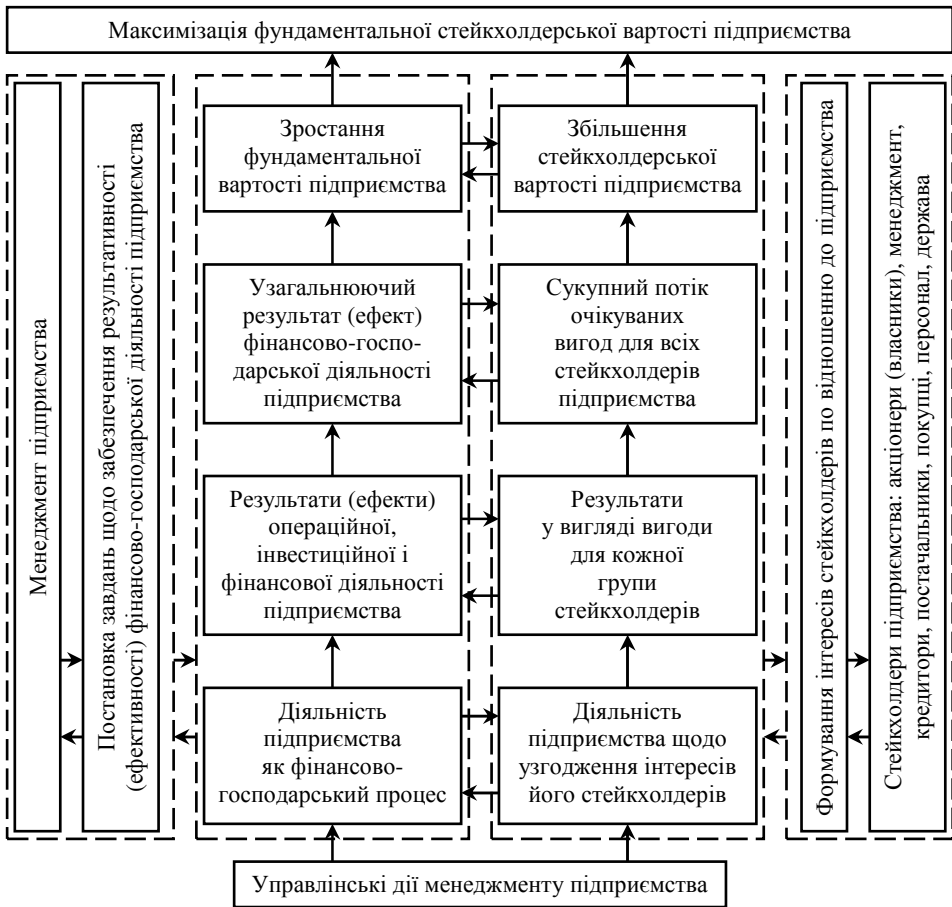 Максимізація фундаментальної стейкхолдерської вартості підприємства
Менеджмент підприємства
Постановка завдань щодо забезпечення результативності
(ефективності) фінансово-господарської діяльності підприємства
Зростання
фундаментальної
вартості підприємства
Збільшення
стейкхолдерської
вартості підприємства
Узагальнюючий
результат (ефект)
фінансово-госпо-
дарської діяльності
підприємства
Сукупний потік
очікуваних
вигод для всіх
стейкхолдерів
підприємства
Результати (ефекти)
операційної,
інвестиційної і
фінансової діяльності
підприємства
Результати
у вигляді вигоди
для кожної
групи
стейкхолдерів
Діяльність
підприємства
як фінансово-
господарський процес
Діяльність
підприємства щодо
узгодження інтересів
його стейкхолдерів
Формування інтересів стейкхолдерів по відношенню до підприємства
Стейкхолдери підприємства: акціонери (власники), менеджмент,
кредитори, постачальники, покупці, персонал, держава
Управлінські дії менеджменту підприємства